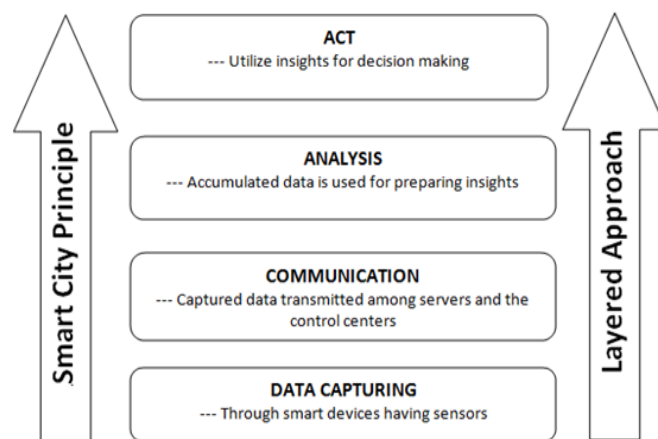 Smart City Principle
ACT
--- Utilize insights for decision making
ANALYSIS
--- Accumulated data is used for preparing insights
COMMUNICATION
--- Captured data transmitted among servers and the
control centers
DATA CAPTURING
--- Through smart devices having sensors
Layered Approach